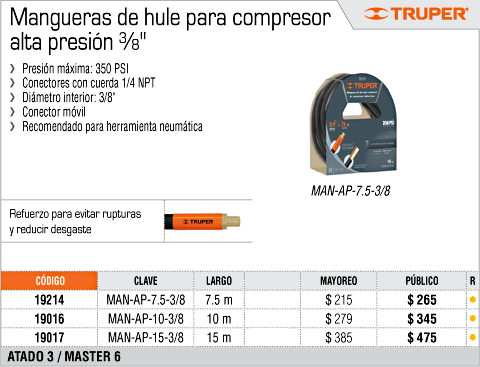 Mangueras de hule para compresor
alta presión 3/8"
TRUPER®
❯ Presión máxima: 350 PSI
❯ Conectores con cuerda 1/4 NPT
❯ Diámetro interior: 3/8"
❯ Conector móvil
❯ Recomendado para herramienta neumática
TRUPER
MAN-AP-7.5-3/8
Refuerzo para evitar rupturas
y reducir desgaste
TRUPER
CÓDIGO CLAVE LARGO MAYOREO PÚBLICO R
19214 MAN-AP-7.5-3/8 7.5 m $ 215 $ 265
19016 MAN-AP-10-3/8 10 m $ 279 $ 345
19017 MAN-AP-15-3/8 15 m $ 385 $ 475
ATADO 3 / MASTER 6